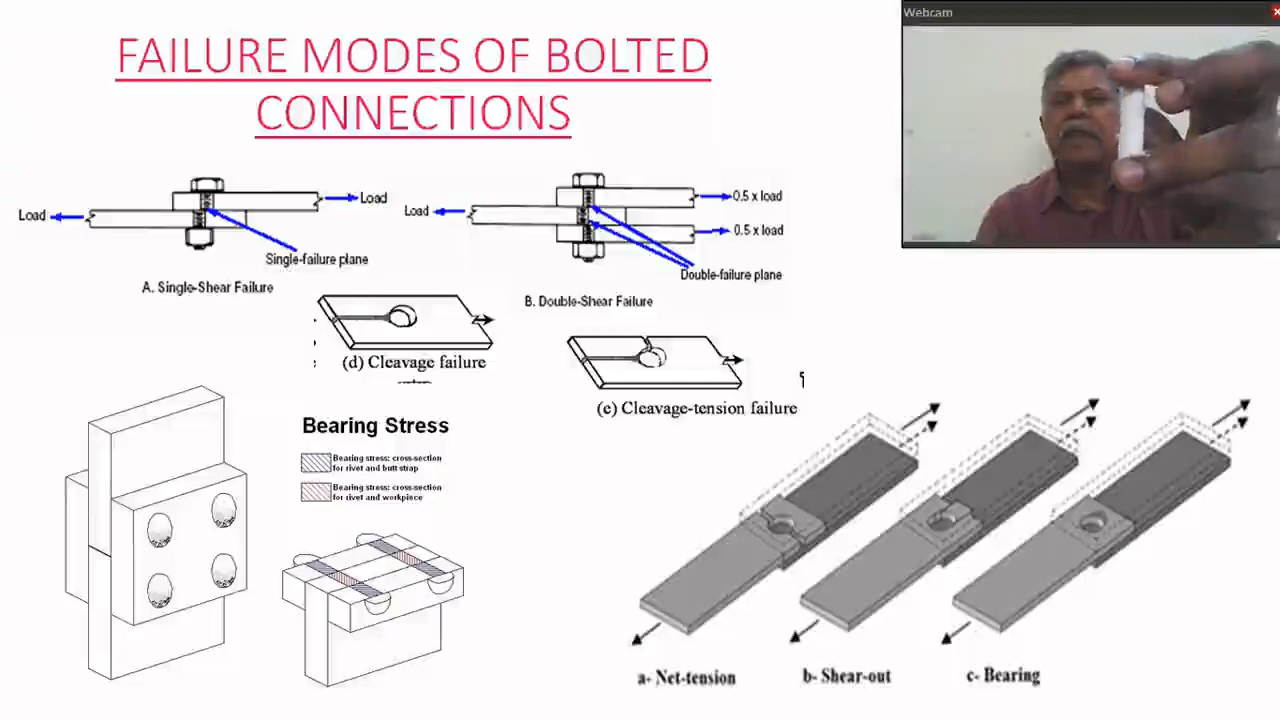 Webcam
FAILURE MODES OF BOLTED
CONNECTIONS
Load
Load
Single-failure plane
A. Single-Shear Failure
Load
0.5 x load
0.5 x load
Double-failure plane
B. Double-Shear Failure
(d) Cleavage failure
(e) Cleavage-tension failure
Bearing Stress
Bearing stress: cross-section
for rivet and butt strap
Bearing stress: cross-section
for rivet and workpiece
a- Net-tension
b- Shear-out
c- Bearing